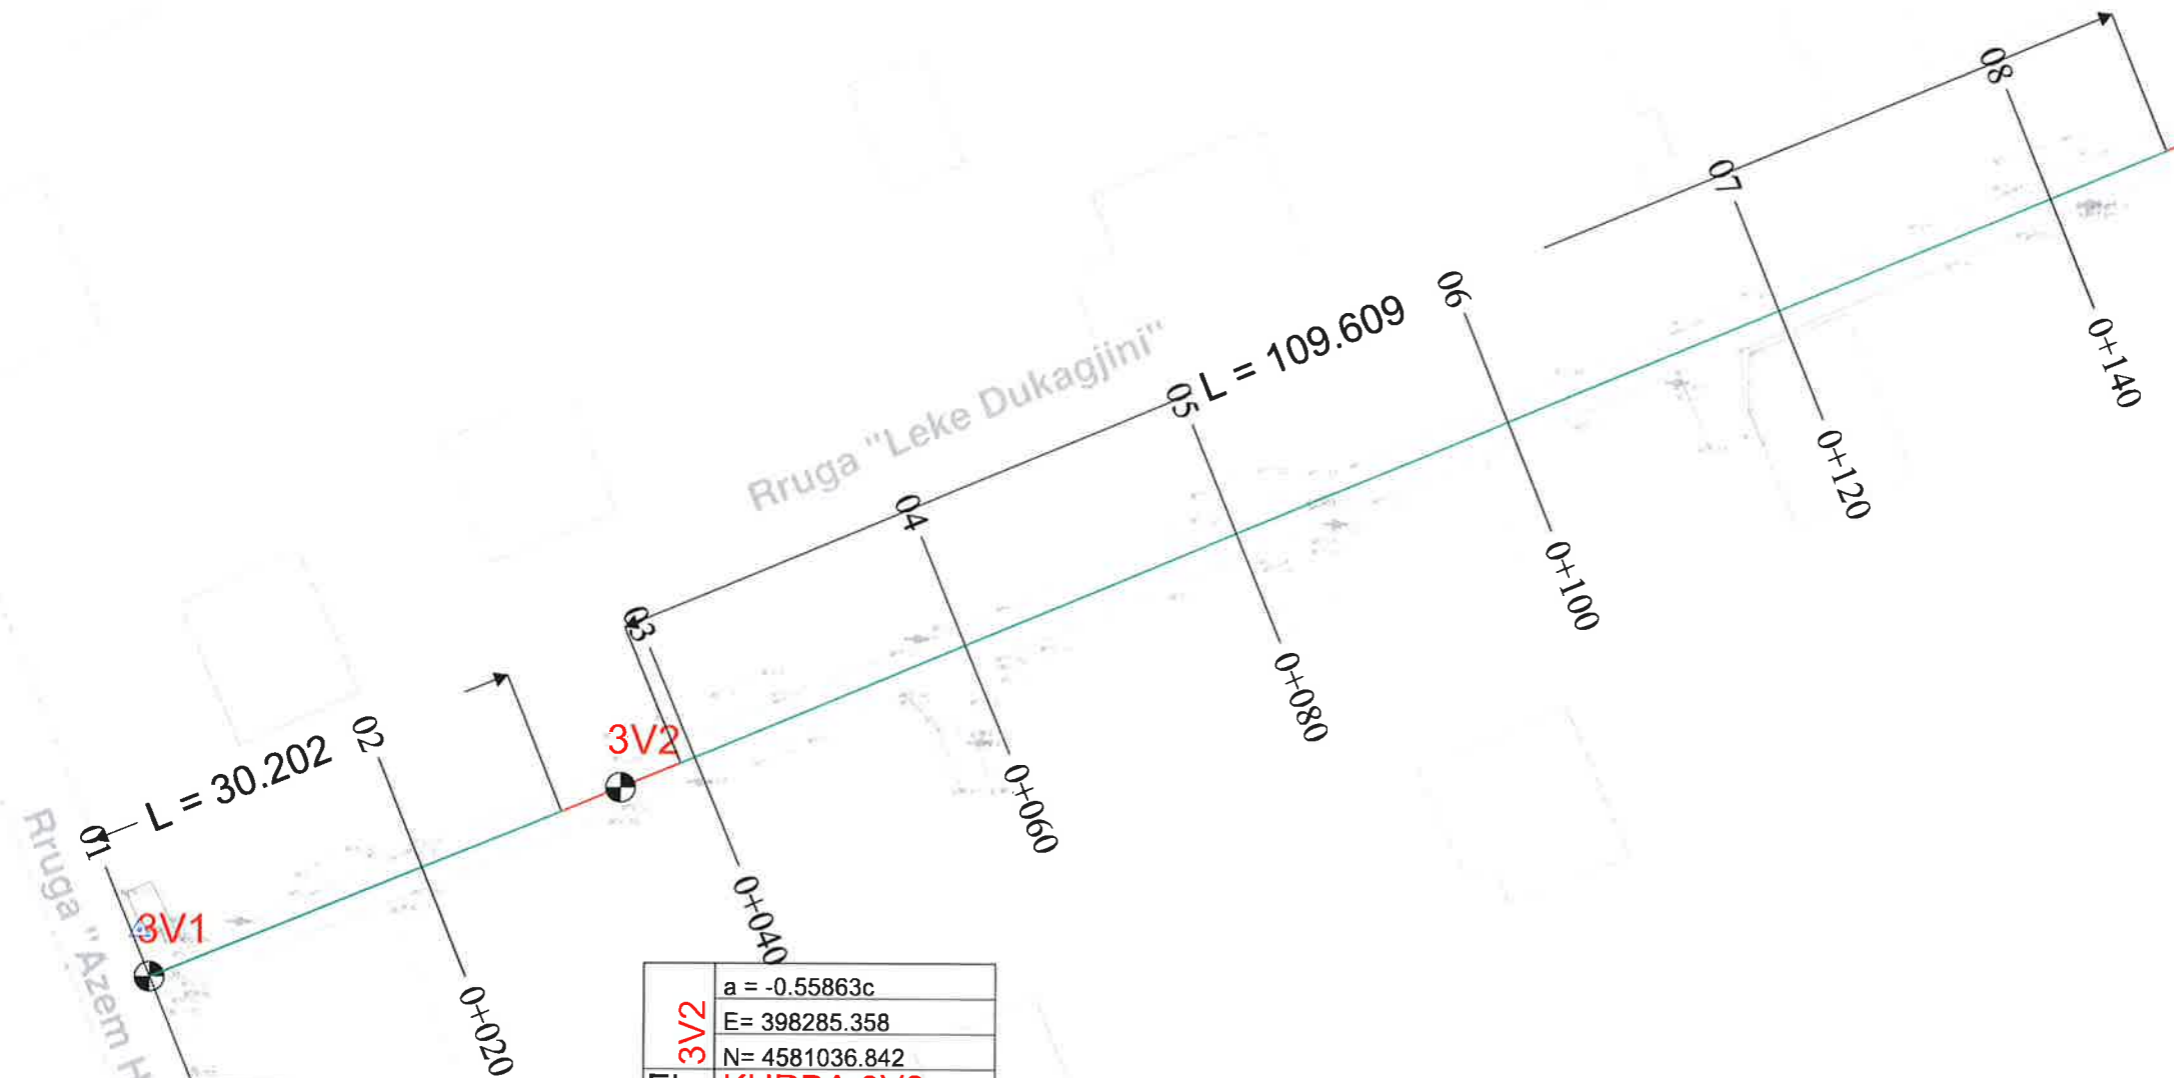 08
07
06
L = 109.609
05
Rruga "Leke Dukagjini"
04
03
0+140
0+120
0+100
0+080
0+060
0+040
3V2
02
L = 30.202
01
3V1
Rruga "Azem H
0+020
3V2
a = -0.55863c
E= 398285.358
N= 4581036.842